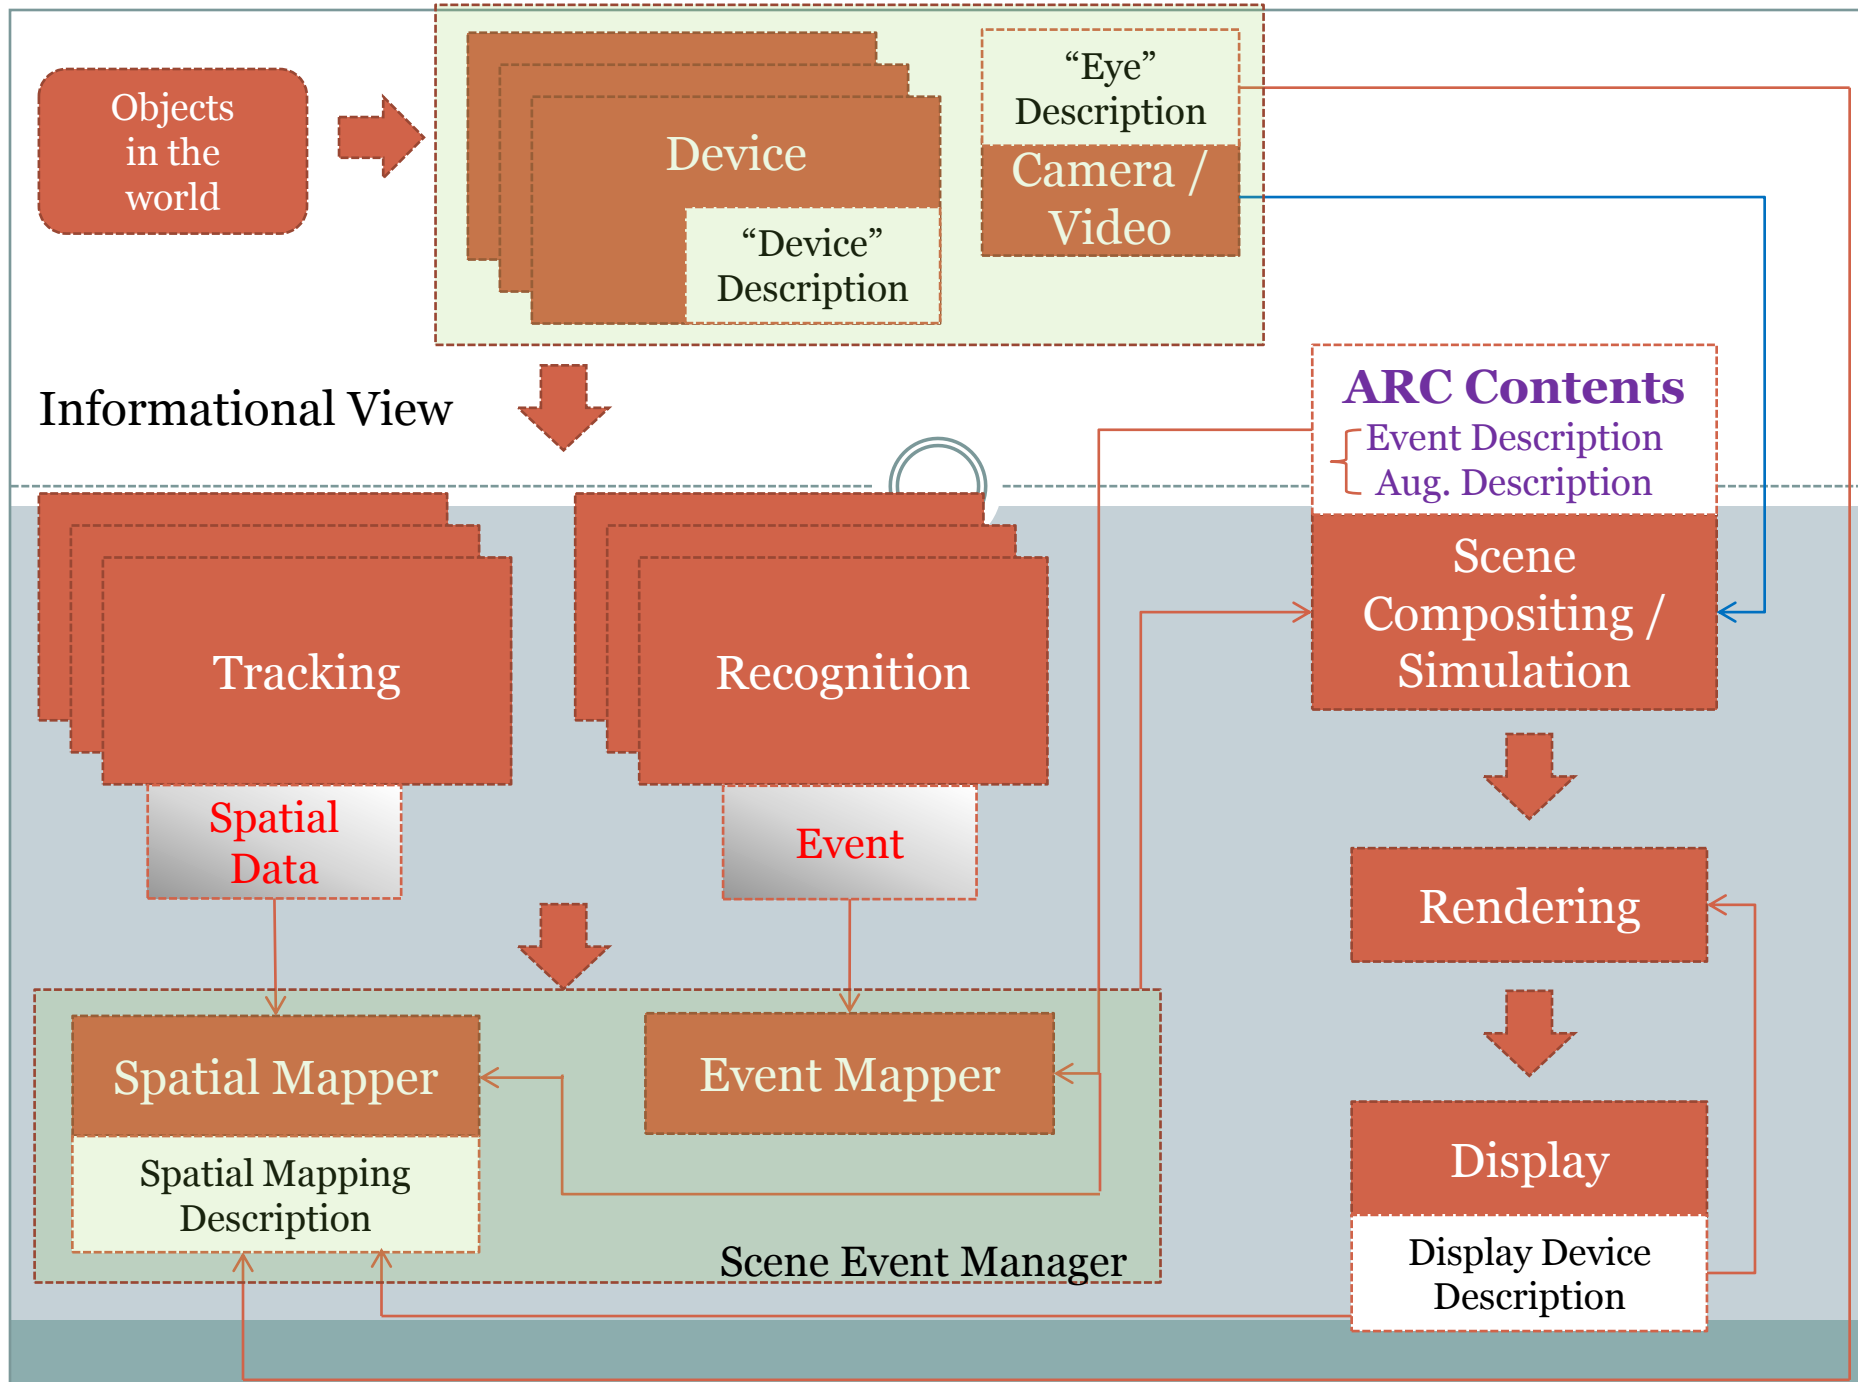 Objects
in the
world
Device
“Device”
Description
“Eye”
Description
Camera /
Video
Informational View
ARC Contents
Event Description
Aug. Description
Scene
Compositing /
Simulation
Tracking
Recognition
Spatial
Data
Event
Rendering
Spatial Mapper
Event Mapper
Spatial Mapping
Description
Scene Event Manager
Display
Display Device
Description